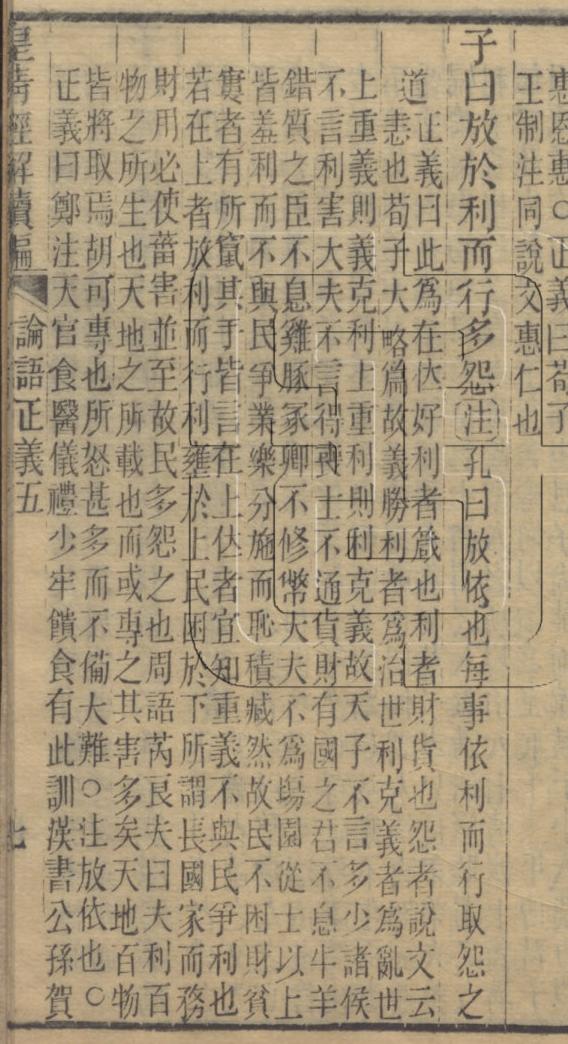 惠恩惠○正義曰荀子
王制注同說文惠仁也
子曰放於利而行多怨注孔曰放依也每事依利而行取怨之
道正義曰此為在位好利者箴也利者財貨也怨者說文云
恚也荀子大略篇故義勝利者為治世利克義者為亂世
上重義則義克利上重利則利克義故天子不言多少諸侯
不言利害大夫不言得喪士不通貨財有國之君不息牛羊
錯質之臣不息雞豚冢卿不修幣大夫不為場園從士以上
皆羞利而不與民爭業樂分施而恥積臧然故民不困財貧
窶者有所竄其手皆言在上位者宜知重義不與民爭利也
若在上者放利而行利壅於上民困於下所謂長國家而務
財用必使菑害並至故民多怨之也周語芮良夫曰夫利百
物之所生也天地之所載也而或專之其害多矣天地百物
皆將取焉胡可專也所怒甚多而不備大難○注放依也○
正義曰鄭注天官食醫儀禮少牢饋食有此訓漢書公孫賀
皇清經解續編 論語正義五 七